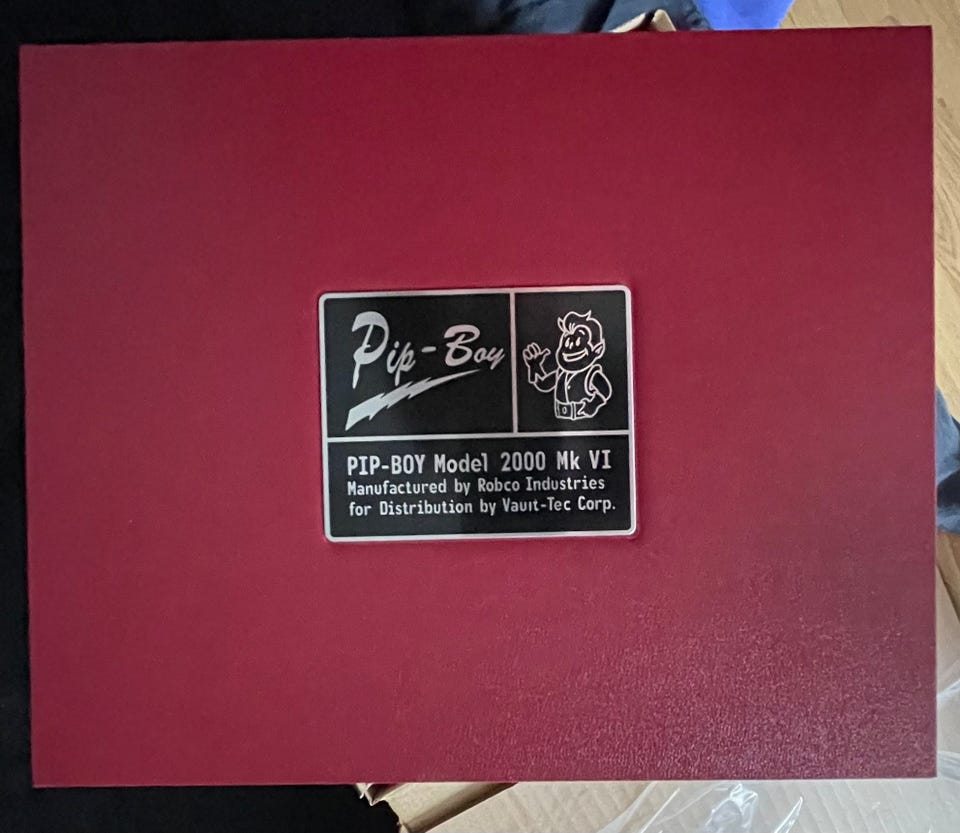 Pip-Boy
PIP-BOY Model 2000 Mk VI
Manufactured by Robco Industries
for Distribution by Vault-Tec Corp.